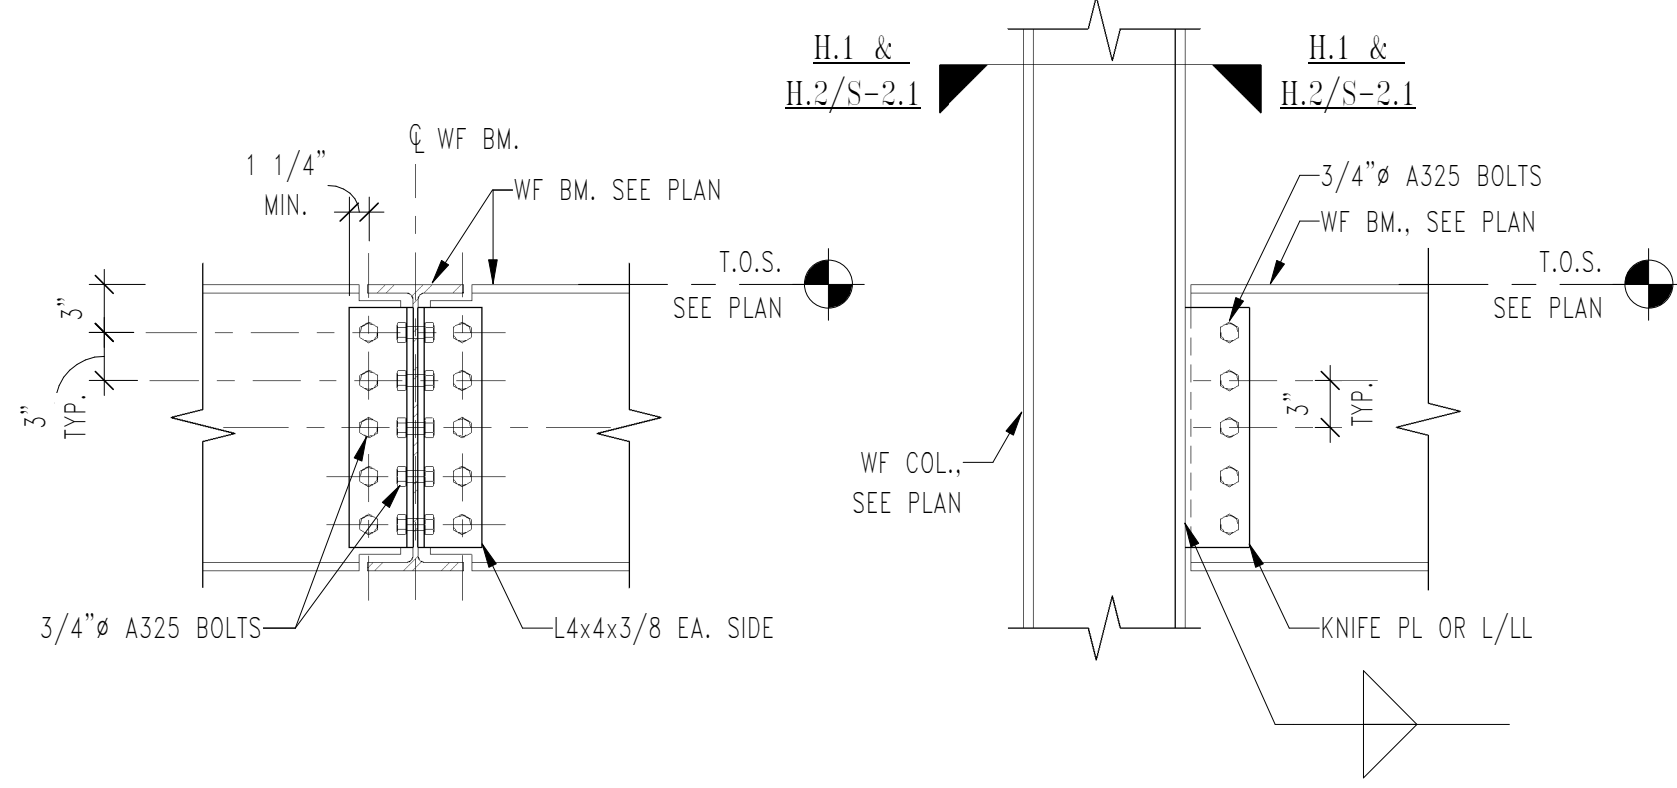 ℄ WF BM.
1 1/4"
MIN.
WF BM. SEE PLAN
T.O.S.
SEE PLAN
3"
3"
TYP.
3/4"ø A325 BOLTS
L4x4x3/8 EA. SIDE
H.1 &
H.2/S-2.1
H.1 &
H.2/S-2.1
3/4"ø A325 BOLTS
WF BM., SEE PLAN
T.O.S.
SEE PLAN
3"
TYP.
WF COL.,
SEE PLAN
KNIFE PL OR L/LL